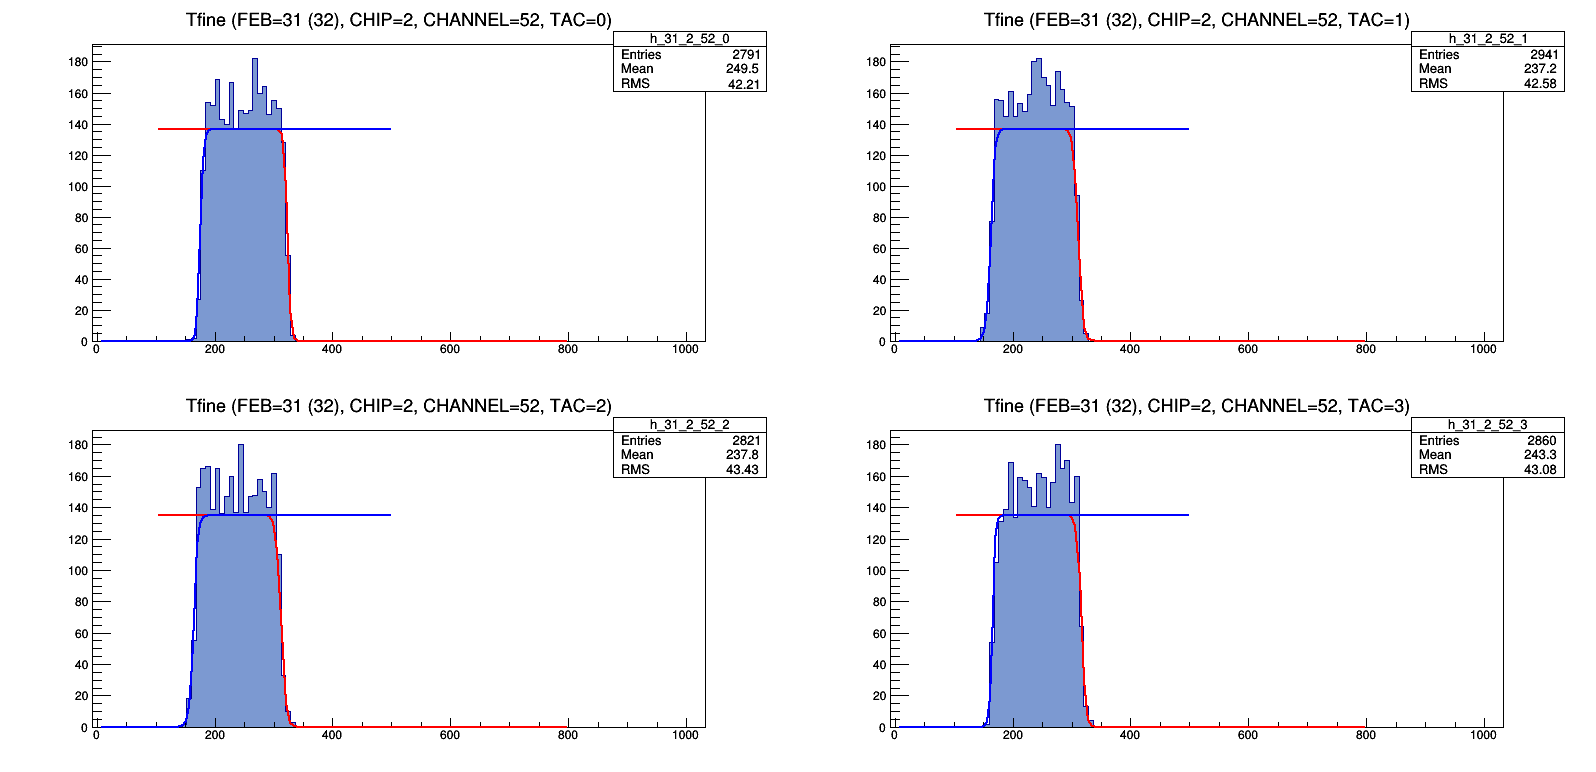 Tfine (FEB=31 (32), CHIP=2, CHANNEL=52, TAC=0)
h_31_2_52_0
Entries 2791
Mean 249.5
RMS 42.21
180
160
140
120
100
80
60
40
20
0
0 200 400 600 800 1000
Tfine (FEB=31 (32), CHIP=2, CHANNEL=52, TAC=1)
h_31_2_52_1
Entries 2941
Mean 237.2
RMS 42.58
180
160
140
120
100
80
60
40
20
0
0 200 400 600 800 1000
Tfine (FEB=31 (32), CHIP=2, CHANNEL=52, TAC=2)
h_31_2_52_2
Entries 2821
Mean 237.8
RMS 43.43
180
160
140
120
100
80
60
40
20
0
0 200 400 600 800 1000
Tfine (FEB=31 (32), CHIP=2, CHANNEL=52, TAC=3)
h_31_2_52_3
Entries 2860
Mean 243.3
RMS 43.08
180
160
140
120
100
80
60
40
20
0
0 200 400 600 800 1000